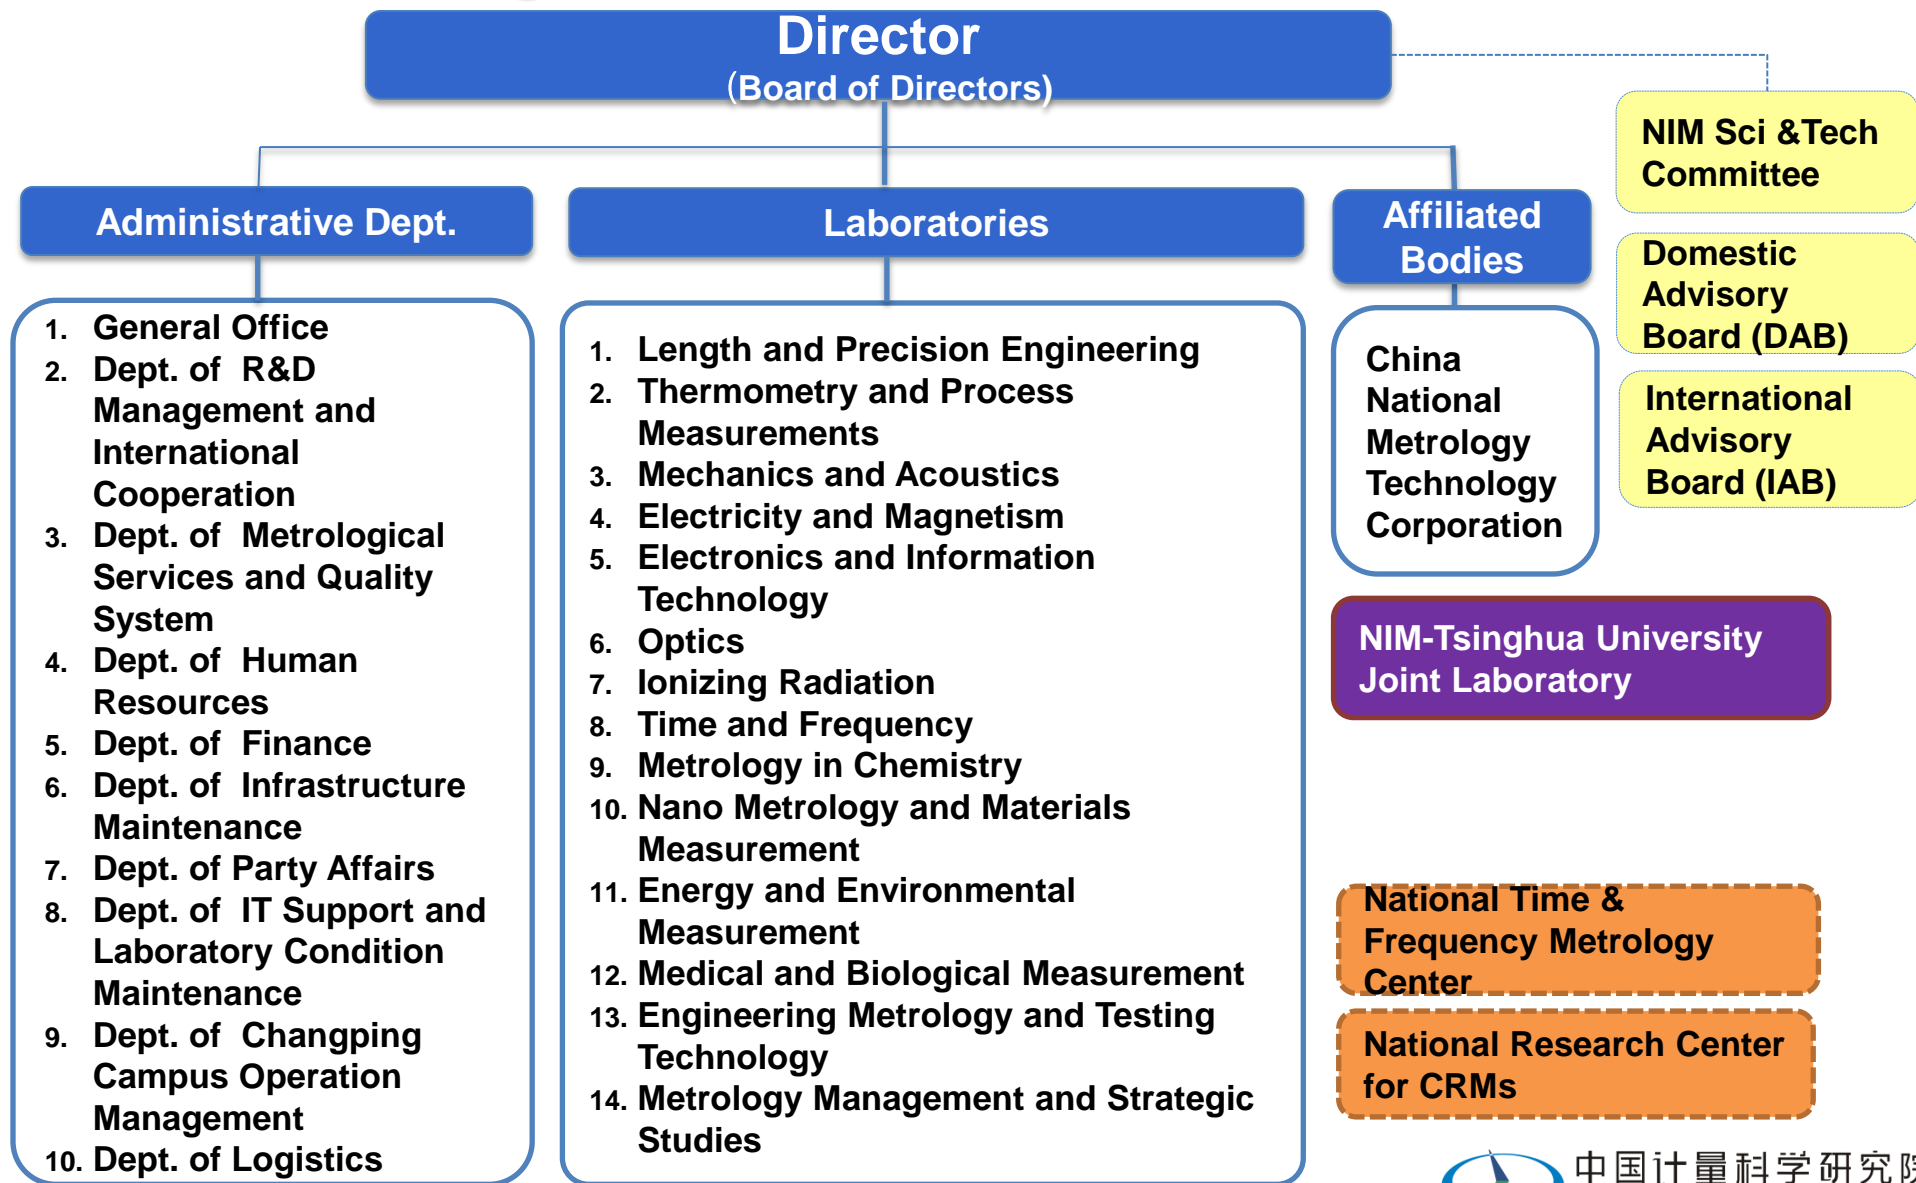 Director
(Board of Directors)
NIM Sci &Tech
Committee
Domestic
Advisory
Board (DAB)
International
Advisory
Board (IAB)
Administrative Dept.
1. General Office
2. Dept. of R&D
Management and
International
Cooperation
3. Dept. of Metrological
Services and Quality
System
4. Dept. of Human
Resources
5. Dept. of Finance
6. Dept. of Infrastructure
Maintenance
7. Dept. of Party Affairs
8. Dept. of IT Support and
Laboratory Condition
Maintenance
9. Dept. of Changping
Campus Operation
Management
10. Dept. of Logistics
Laboratories
1. Length and Precision Engineering
2. Thermometry and Process
Measurements
3. Mechanics and Acoustics
4. Electricity and Magnetism
5. Electronics and Information
Technology
6. Optics
7. Ionizing Radiation
8. Time and Frequency
9. Metrology in Chemistry
10. Nano Metrology and Materials
Measurement
11. Energy and Environmental
Measurement
12. Medical and Biological Measurement
13. Engineering Metrology and Testing
Technology
14. Metrology Management and Strategic
Studies
Affiliated
Bodies
China
National
Metrology
Technology
Corporation
NIM-Tsinghua University
Joint Laboratory
National Time &
Frequency Metrology
Center
National Research Center
for CRMs
中国计量科学研究院